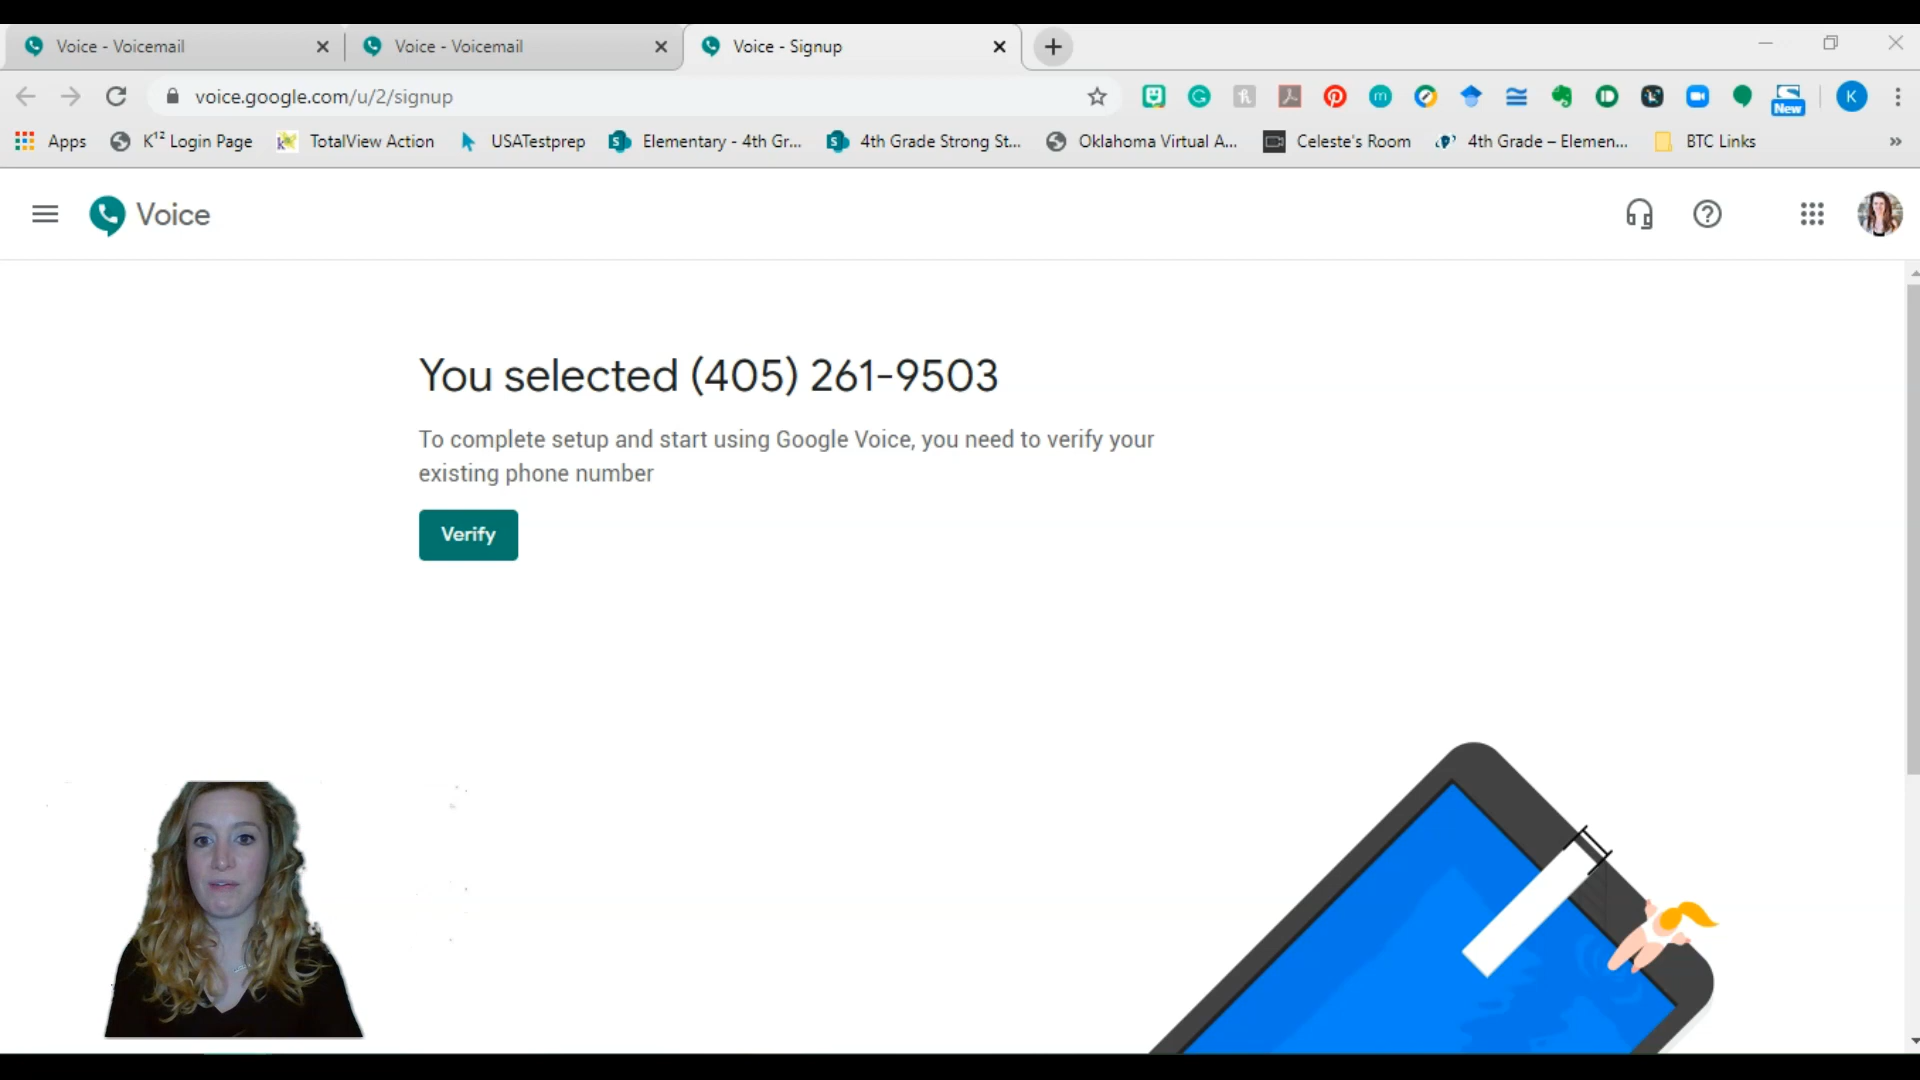 Voice - Voicemail
Voice - Voicemail
Voice - Signup
voice.google.com/u/2/signup
New
K
Apps
K¹² Login Page
TotalView Action
USATestprep
Elementary - 4th Gr...
4th Grade Strong St...
Oklahoma Virtual A...
Celeste's Room
4th Grade – Elemen...
BTC Links
»
Voice
You selected (405) 261-9503
To complete setup and start using Google Voice, you need to verify your
existing phone number
Verify